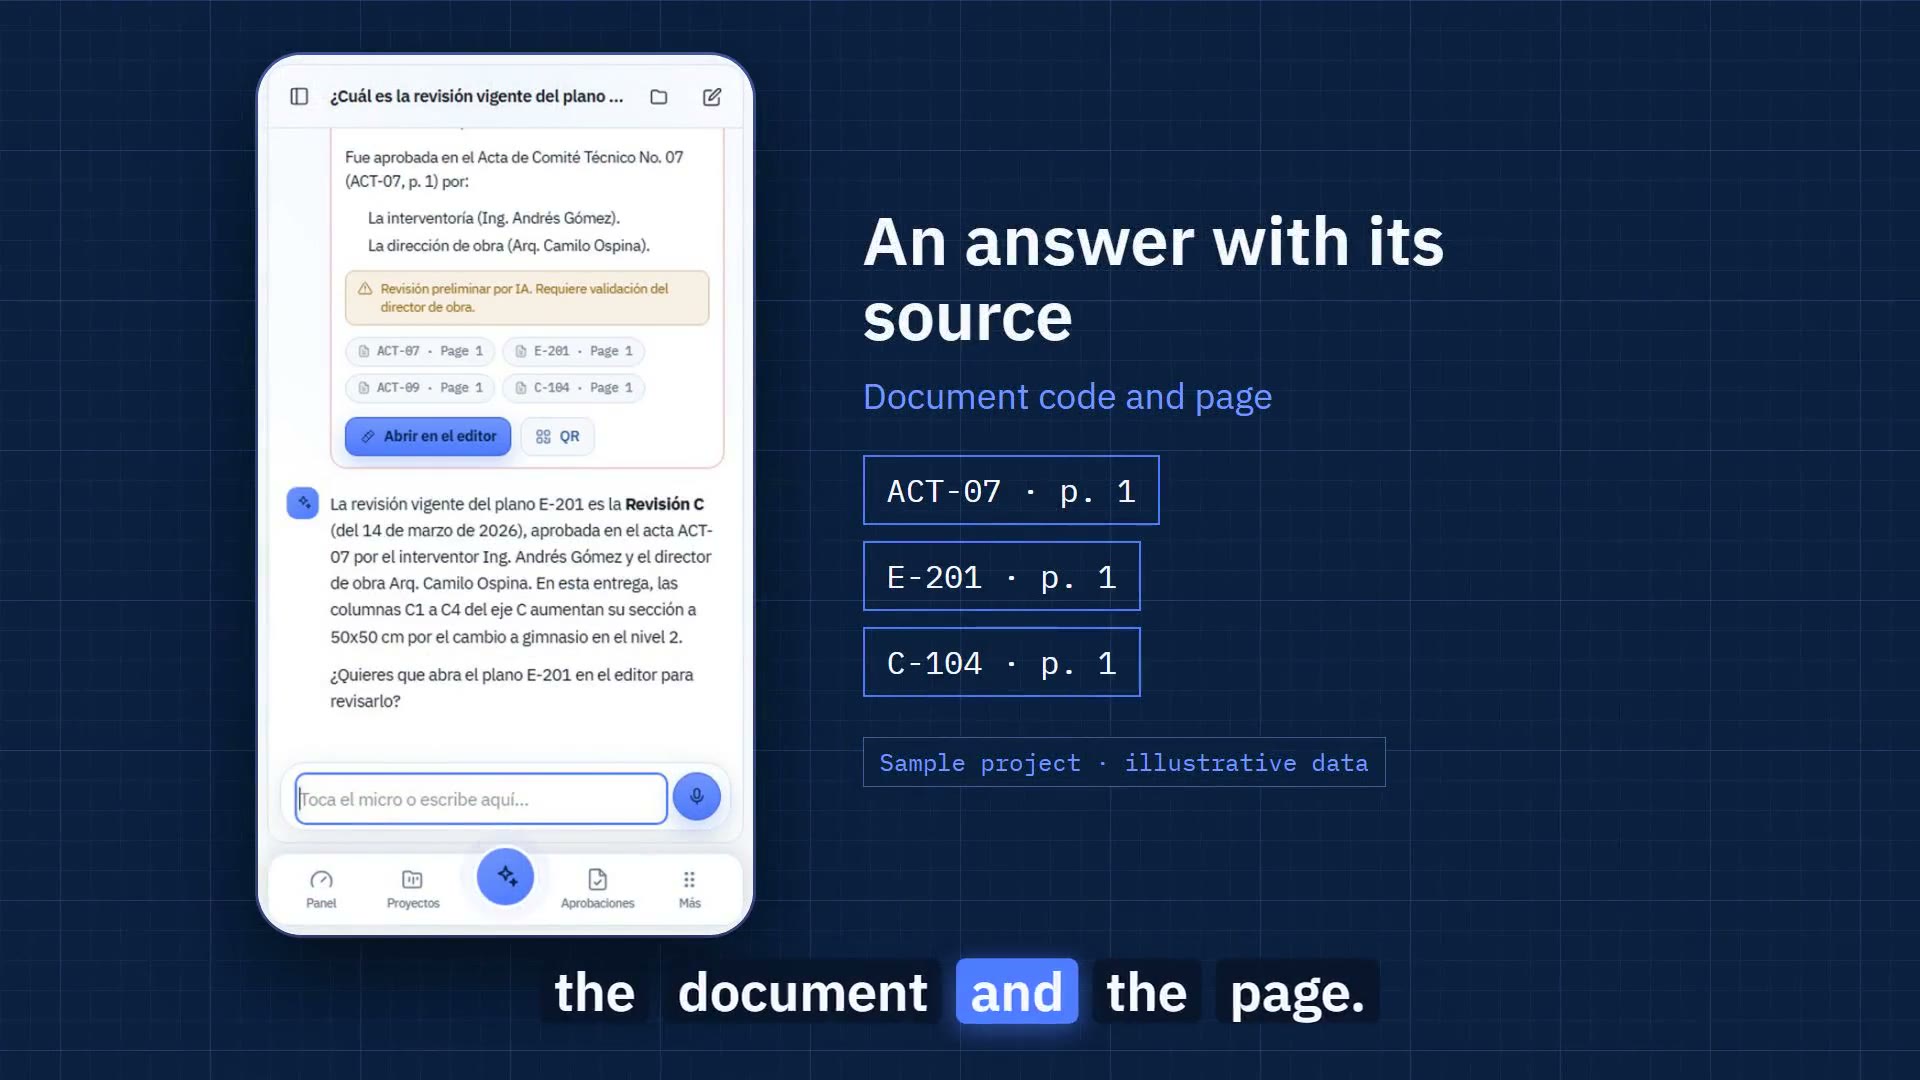 ¿Cuál es la revisión vigente del plano ...
Fue aprobada en el Acta de Comité Técnico No. 07
(ACT-07, p. 1) por:
La interventoría (Ing. Andrés Gómez).
La dirección de obra (Arq. Camilo Ospina).
Revisión preliminar por IA. Requiere validación del
director de obra.
ACT-07 · Page 1
E-201 · Page 1
ACT-09 · Page 1
C-104 · Page 1
Abrir en el editor
QR
La revisión vigente del plano E-201 es la Revisión C
(del 14 de marzo de 2026), aprobada en el acta ACT-
07 por el interventor Ing. Andrés Gómez y el director
de obra Arq. Camilo Ospina. En esta entrega, las
columnas C1 a C4 del eje C aumentan su sección a
50x50 cm por el cambio a gimnasio en el nivel 2.
¿Quieres que abra el plano E-201 en el editor para
revisarlo?
Toca el micro o escribe aquí...
Panel
Proyectos
Aprobaciones
Más
An answer with its
source
Document code and page
ACT-07 · p. 1
E-201 · p. 1
C-104 · p. 1
Sample project · illustrative data
the document and the page.